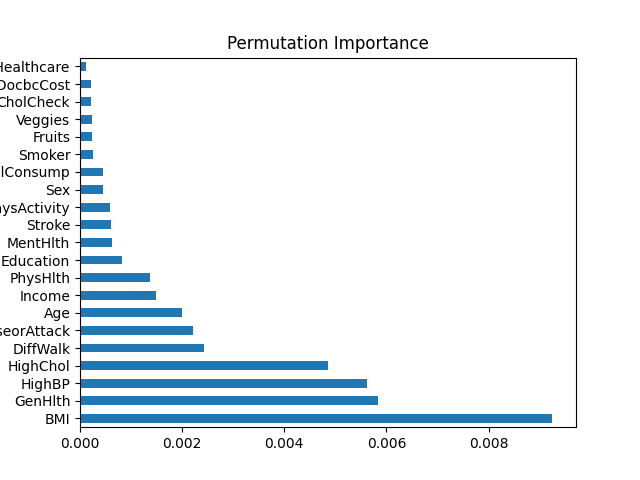 Permutation Importance
Healthcare
DocbcCost
CholCheck
Veggies
Fruits
Smoker
lConsump
Sex
ysActivity
Stroke
MentHlth
Education
PhysHlth
Income
Age
seorAttack
DiffWalk
HighChol
HighBP
GenHlth
BMI
0.000 0.002 0.004 0.006 0.008